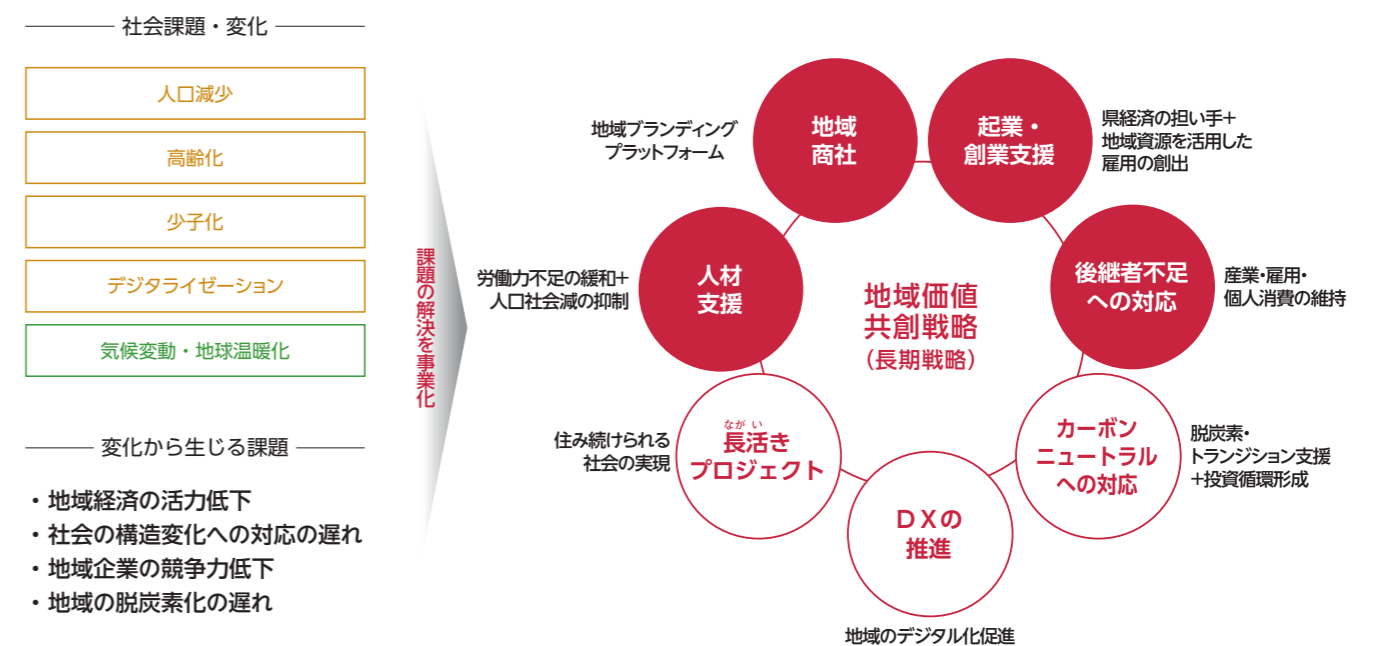 社会課題・変化
人口減少
高齢化
少子化
デジタライゼーション
気候変動・地球温暖化
変化から生じる課題
・地域経済の活力低下
・社会の構造変化への対応の遅れ
・地域企業の競争力低下
・地域の脱炭素化の遅れ
課題の解決を事業化
地域価値
共創戦略
(長期戦略)
地域ブランディング
プラットフォーム
地域
商社
起業・
創業支援
県経済の担い手+
地域資源を活用した
雇用の創出
労働力不足の緩和+
人口社会減の抑制
人材
支援
後継者不足
への対応
産業・雇用・
個人消費の維持
住み続けられる
社会の実現
ながい
長活き
プロジェクト
カーボン
ニュートラル
への対応
脱炭素・
トランジション支援
+投資循環形成
DXの
推進
地域のデジタル化促進